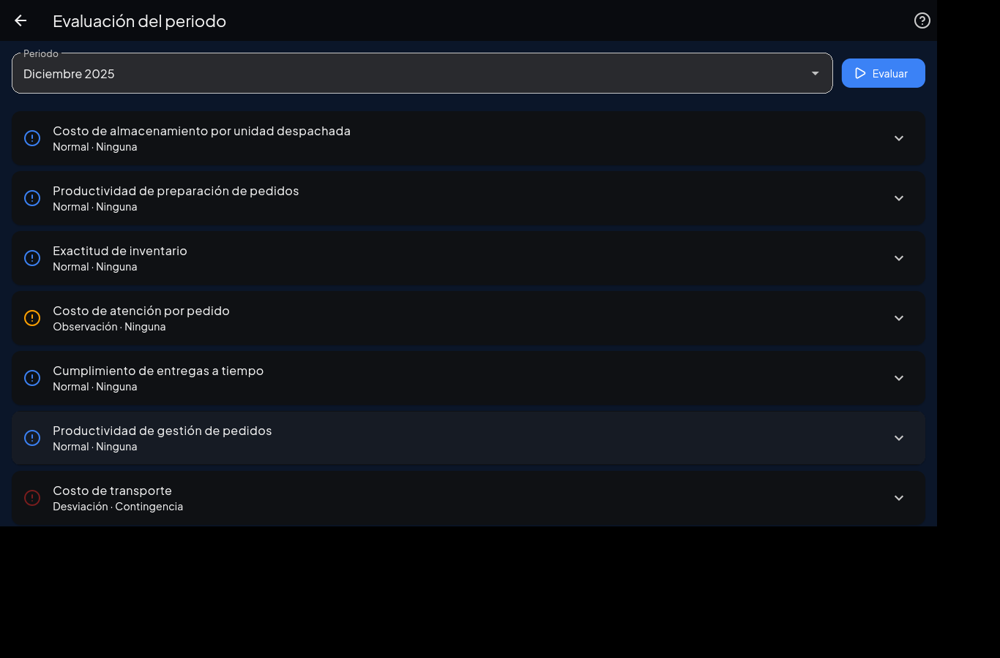 Evaluación del periodo
Periodo
Diciembre 2025
Evaluar
Costo de almacenamiento por unidad despachada
Normal · Ninguna
Productividad de preparación de pedidos
Normal · Ninguna
Exactitud de inventario
Normal · Ninguna
Costo de atención por pedido
Observación · Ninguna
Cumplimiento de entregas a tiempo
Normal · Ninguna
Productividad de gestión de pedidos
Normal · Ninguna
Costo de transporte
Desviación · Contingencia